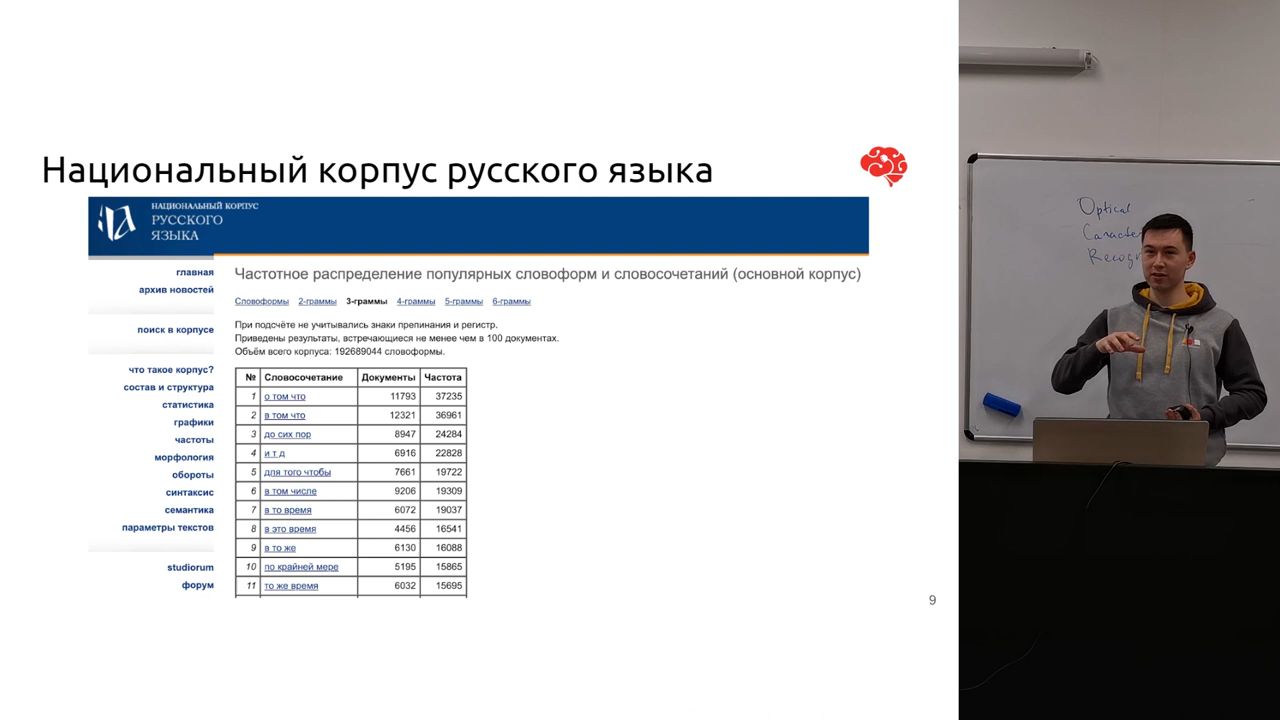 Национальный корпус русского языка
НАЦИОНАЛЬНЫЙ КОРПУС
РУССКОГО
ЯЗЫКА
главная
архив новостей
поиск в корпусе
что такое корпус?
состав и структура
статистика
графики
частоты
морфология
обороты
синтаксис
семантика
параметры текстов
studiorum
форум
Частотное распределение популярных словоформ и словосочетаний (основной корпус)
Словоформы 2-граммы 3-граммы 4-граммы 5-граммы 6-граммы
При подсчёте не учитывались знаки препинания и регистр.
Приведены результаты, встречающиеся не менее чем в 100 документах.
Объём всего корпуса: 192689044 словоформы.
№ Словосочетание Документы Частота
1 о том что 11793 37235
2 в том что 12321 36961
3 до сих пор 8947 24284
4 и т д 6916 22828
5 для того чтобы 7661 19722
6 в том числе 9206 19309
7 в то время 6072 19037
8 в это время 4456 16541
9 в то же 6130 16088
10 по крайней мере 5195 15865
11 то же время 6032 15695
9
Optical